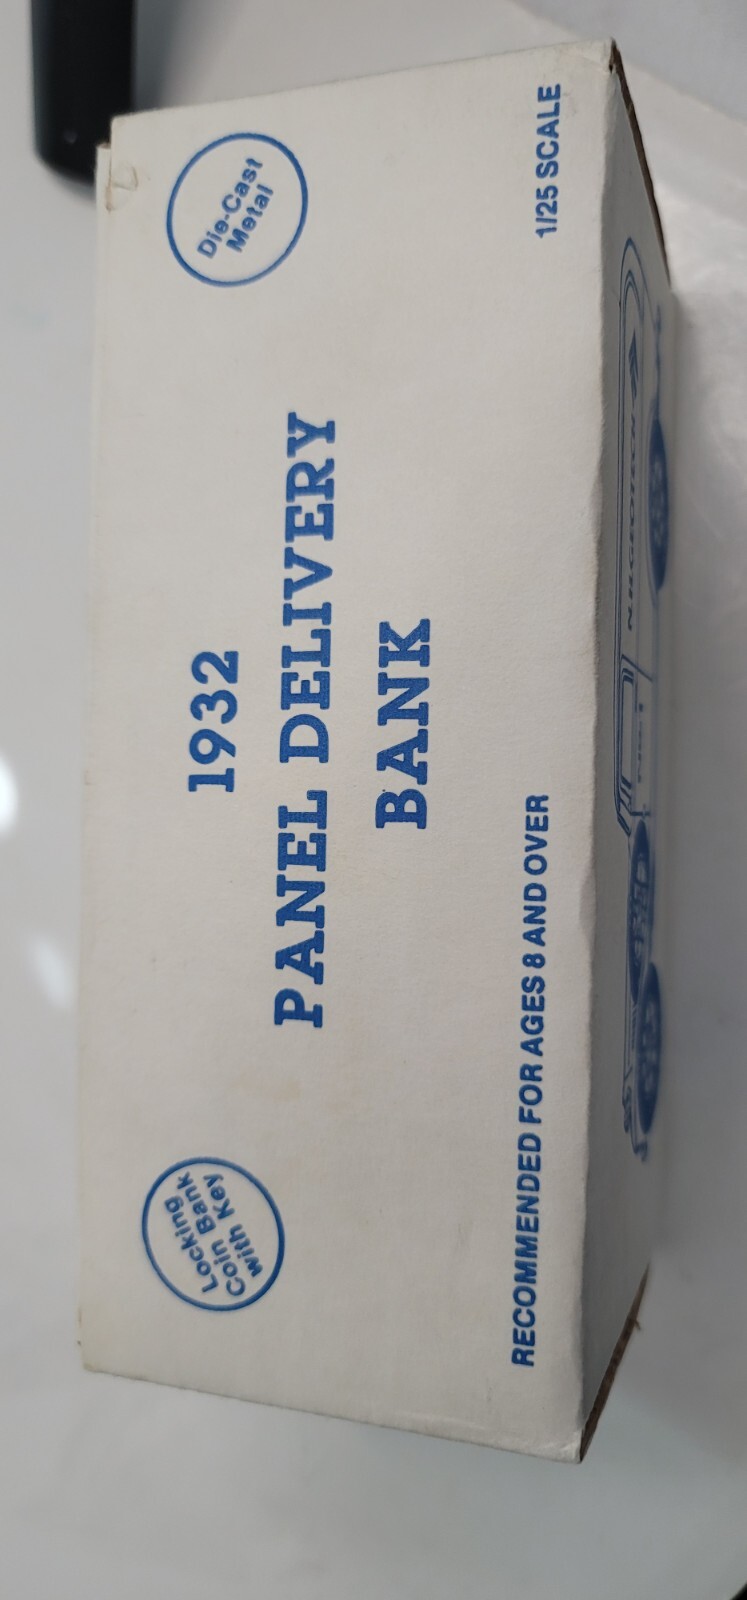 Locking
Coin Bank
with Key
Die-Cast
Metal
1932
PANEL DELIVERY
BANK
RECOMMENDED FOR AGES 8 AND OVER
1/25 SCALE